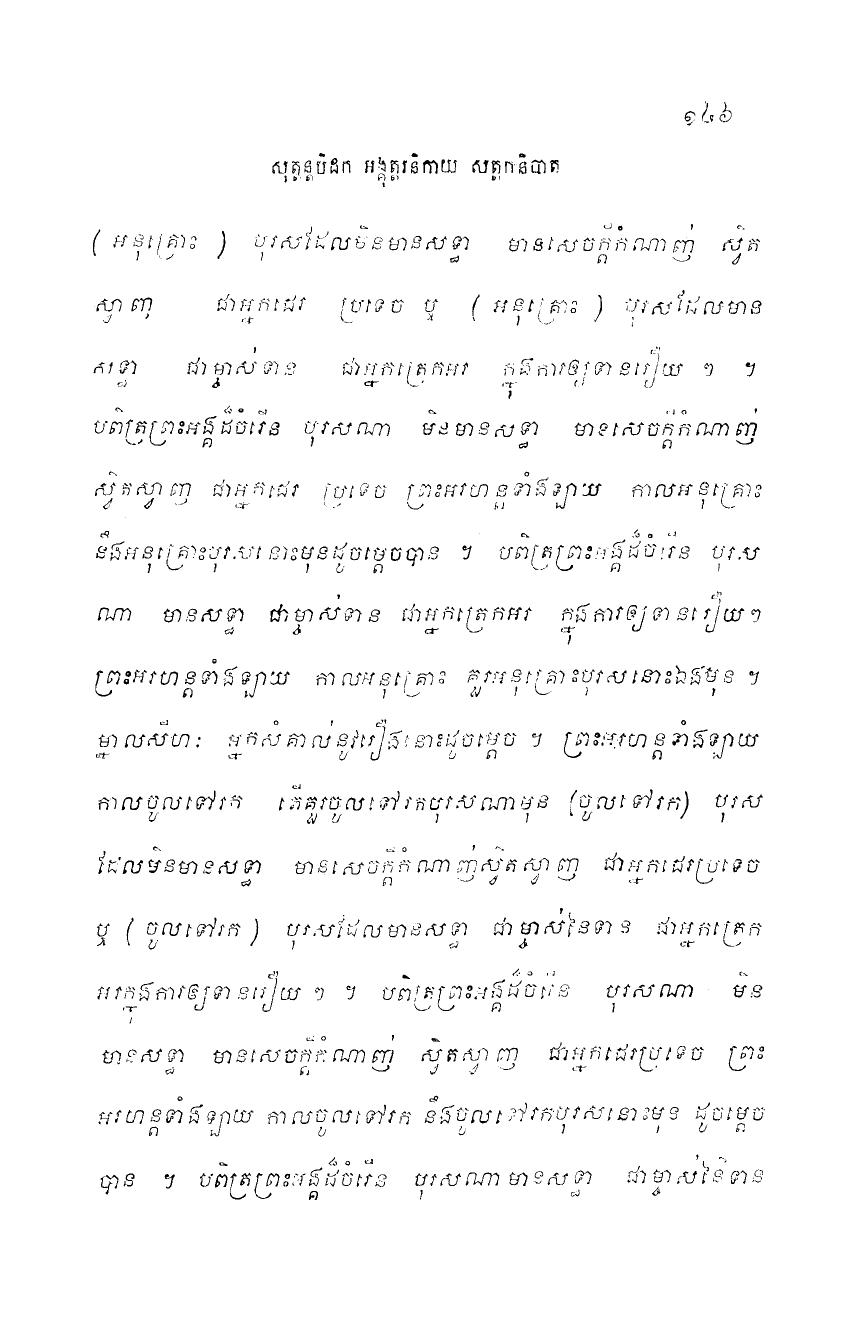 ១៤៦
សុត្តន្តបិដក អង្គុត្តរនិកាយ សត្តកនិបាត
( អនុគ្រោះ ) បុរសដែលមិនមានសទ្ធា មានសេចក្តីកំណាញ់ ស្វិត
ស្វាញ ជាអ្នកជេរ ប្រទេច ឬ ( អនុគ្រោះ ) បុរសដែលមាន
សទ្ធា ជាម្ចាស់ទាន ជាអ្នកត្រេកអរ ក្នុងការឲ្យទានរឿយ ៗ ។
បពិត្រព្រះអង្គដ៏ចំរើន បុរសណា មិនមានសទ្ធា មានសេចក្តីកំណាញ់
ស្វិតស្វាញ ជាអ្នកជេរ ប្រទេច ព្រះអរហន្តទាំងឡាយ កាលអនុគ្រោះ
នឹងអនុគ្រោះបុរសនោះមុនដូចម្តេចបាន ។ បពិត្រព្រះអង្គដ៏ចំរើន បុរស
ណា មានសទ្ធា ជាម្ចាស់ទាន ជាអ្នកត្រេកអរ ក្នុងការឲ្យទានរឿយៗ
ព្រះអរហន្តទាំងឡាយ កាលអនុគ្រោះ គួរអនុគ្រោះបុរសនោះឯងមុន ។
ម្នាលសីហៈ អ្នកសំគាល់នូវរឿងនោះដូចម្តេច ។ ព្រះអរហន្តទាំងឡាយ
កាលចូលទៅរក តើគួរចូលទៅរកបុរសណាមុន (ចូលទៅរក) បុរស
ដែលមិនមានសទ្ធា មានសេចក្តីកំណាញ់ស្វិតស្វាញ ជាអ្នកជេរប្រទេច
ឬ ( ចូលទៅរក ) បុរសដែលមានសទ្ធា ជាម្ចាស់នៃទាន ជាអ្នកត្រេក
អរក្នុងការឲ្យទានរឿយ ៗ ។ បពិត្រព្រះអង្គដ៏ចំរើន បុរសណា មិន
មានសទ្ធា មានសេចក្តីកំណាញ់ ស្វិតស្វាញ ជាអ្នកជេរប្រទេច ព្រះ
អរហន្តទាំងឡាយ កាលចូលទៅរក នឹងចូលទៅរកបុរសនោះមុន ដូចម្តេច
បាន ។ បពិត្រព្រះអង្គដ៏ចំរើន បុរសណាមានសទ្ធា ជាម្ចាស់នៃទាន